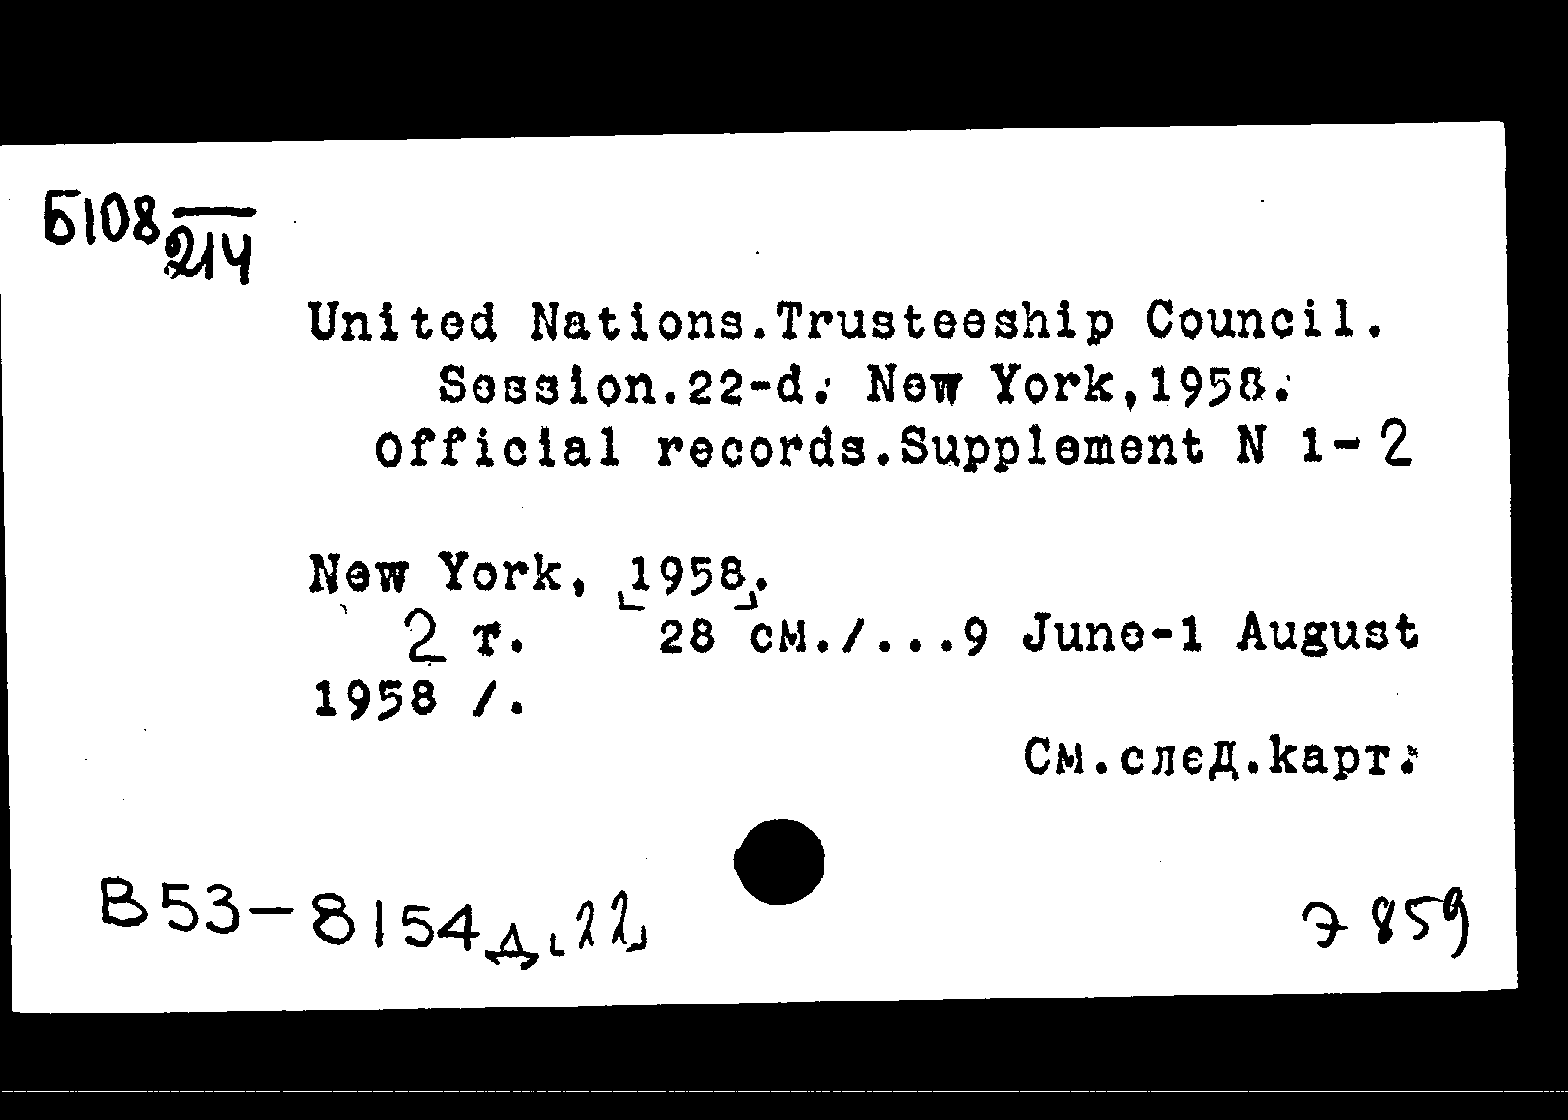 Б108 214
United Nations.Trusteeship Council.
Session.22-d. New York,1958.
Official records.Supplement N 1-2
New York, [1958].
2 т. 28 см./...9 June-1 August
1958 /.
См.след.карт.
В53-8154 д.[22]
Э 859